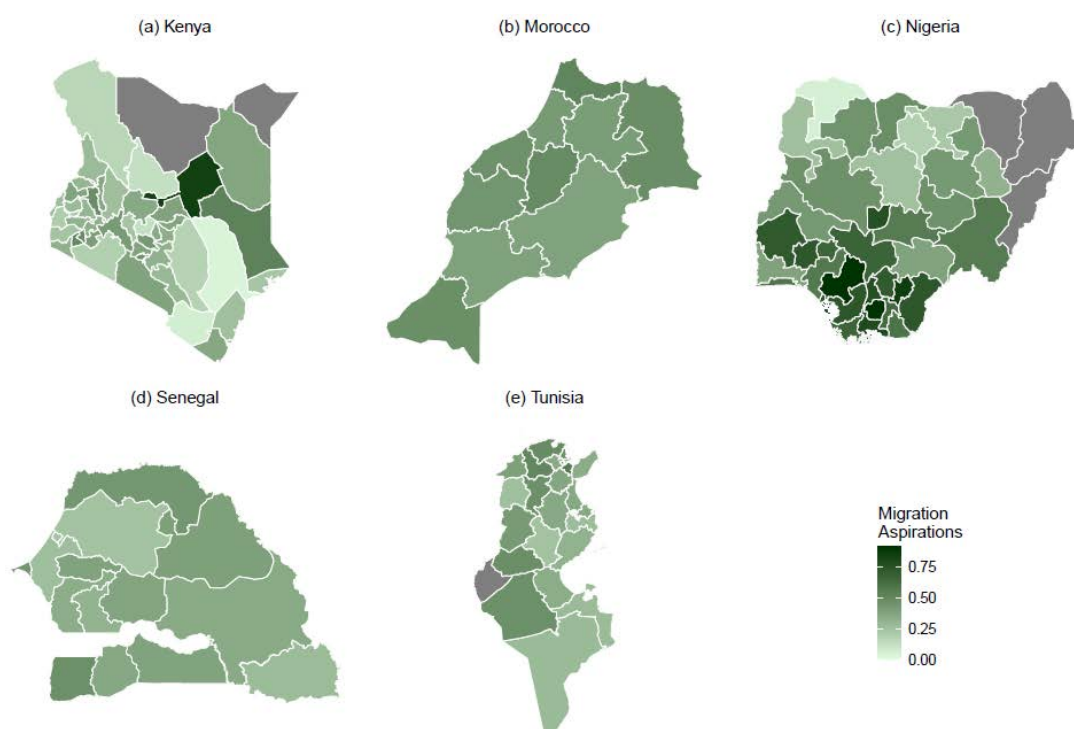 (a) Kenya
(b) Morocco
(c) Nigeria
(d) Senegal
(e) Tunisia
Migration
Aspirations
0.75
0.50
0.25
0.00